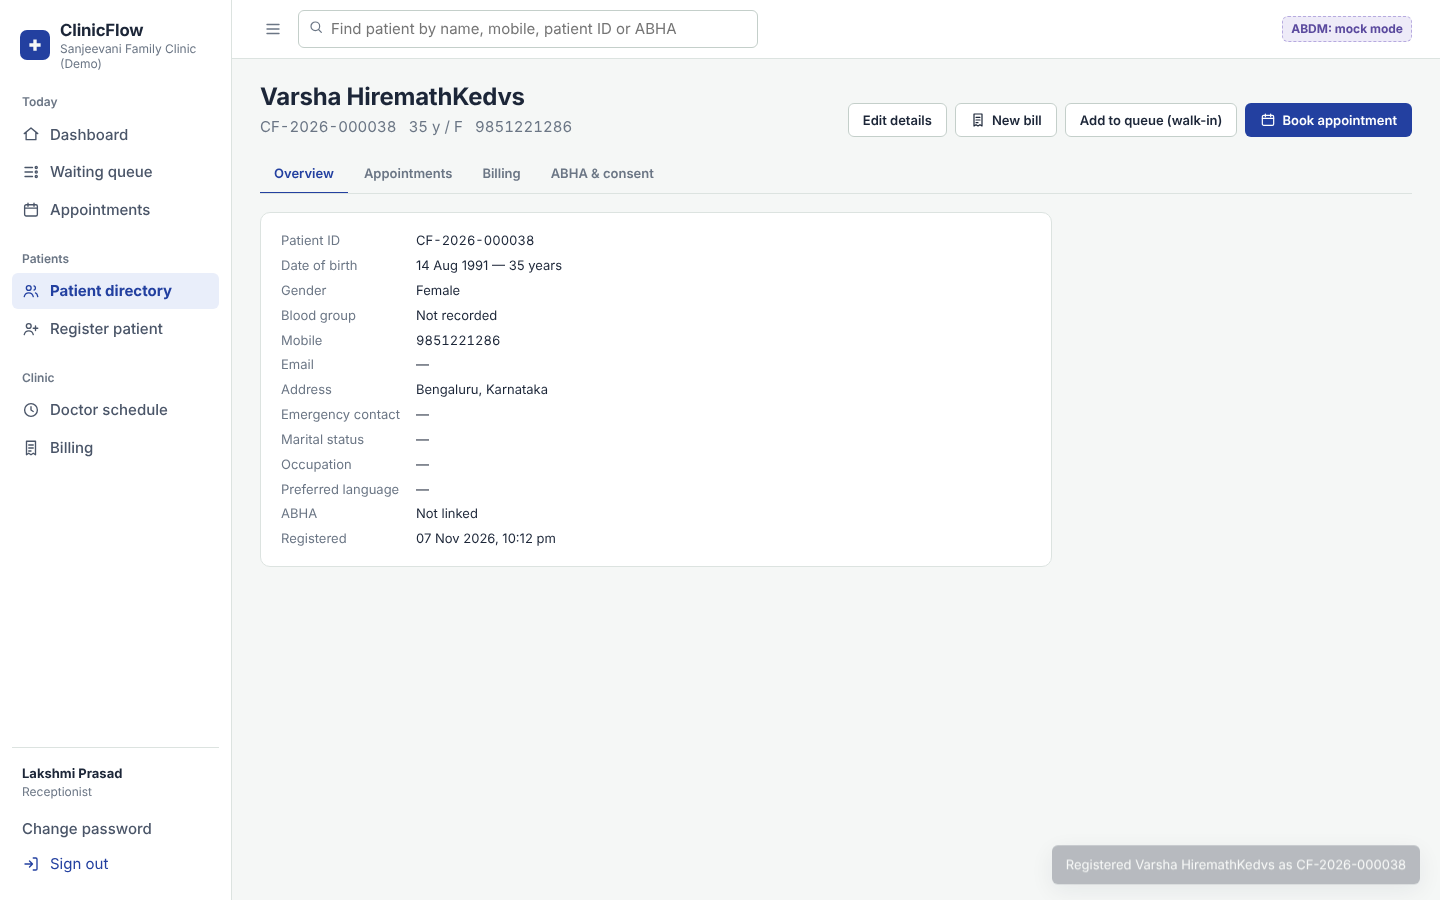 ClinicFlow
Sanjeevani Family Clinic
(Demo)
Today
Dashboard
Waiting queue
Appointments
Patients
Patient directory
Register patient
Clinic
Doctor schedule
Billing
Lakshmi Prasad
Receptionist
Change password
Sign out
Find patient by name, mobile, patient ID or ABHA
ABDM: mock mode
Varsha HiremathKedvs
CF-2026-000038 35 y / F 9851221286
Edit details
New bill
Add to queue (walk-in)
Book appointment
Overview Appointments Billing ABHA & consent
Patient ID CF-2026-000038
Date of birth 14 Aug 1991 — 35 years
Gender Female
Blood group Not recorded
Mobile 9851221286
Email —
Address Bengaluru, Karnataka
Emergency contact —
Marital status —
Occupation —
Preferred language —
ABHA Not linked
Registered 07 Nov 2026, 10:12 pm
Registered Varsha HiremathKedvs as CF-2026-000038